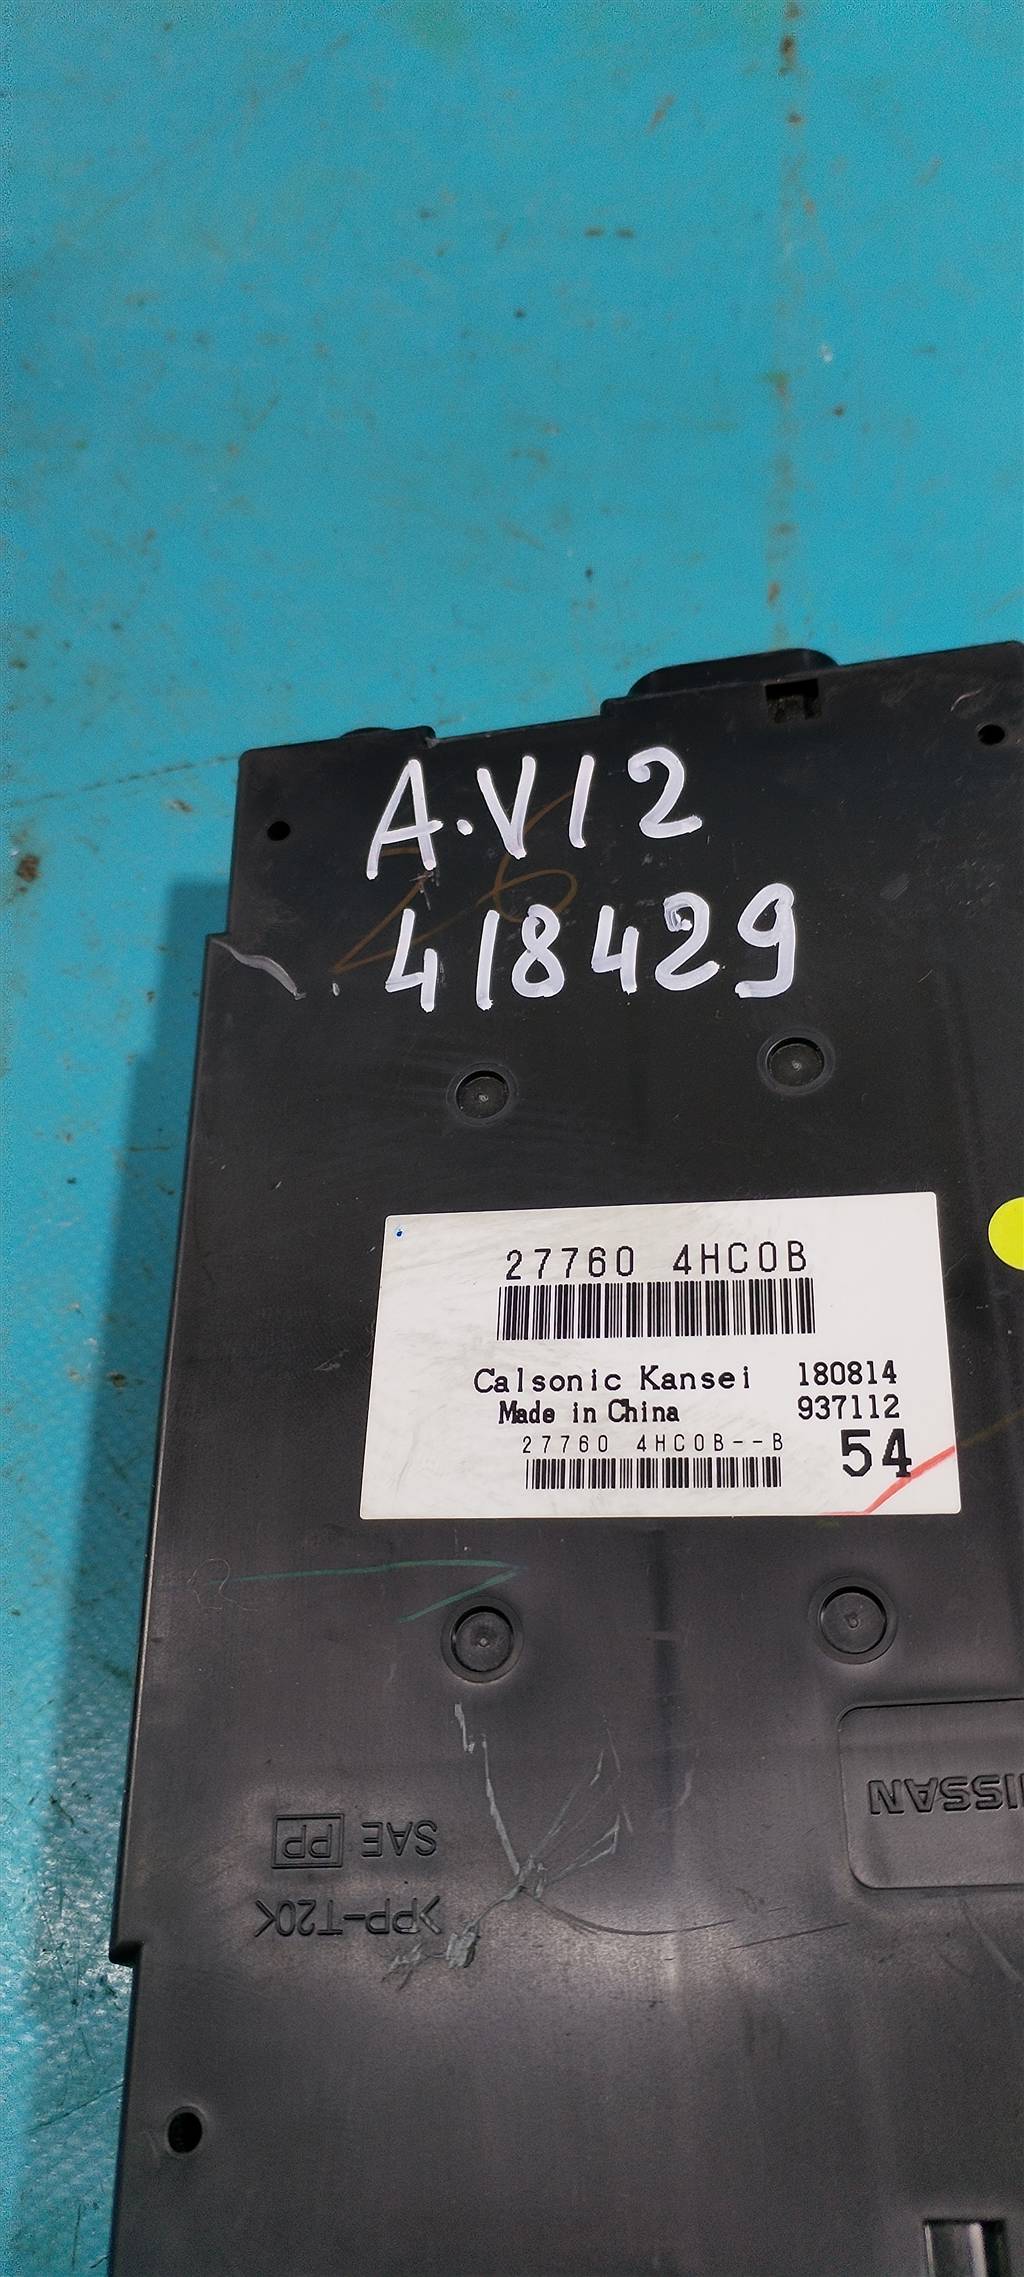 A.V12
418429
27760 4HC0B
Calsonic Kansei 180814
Made in China 937112
27760 4HC0B--B 54
NISSAN
SAE PP
>PP-T20<